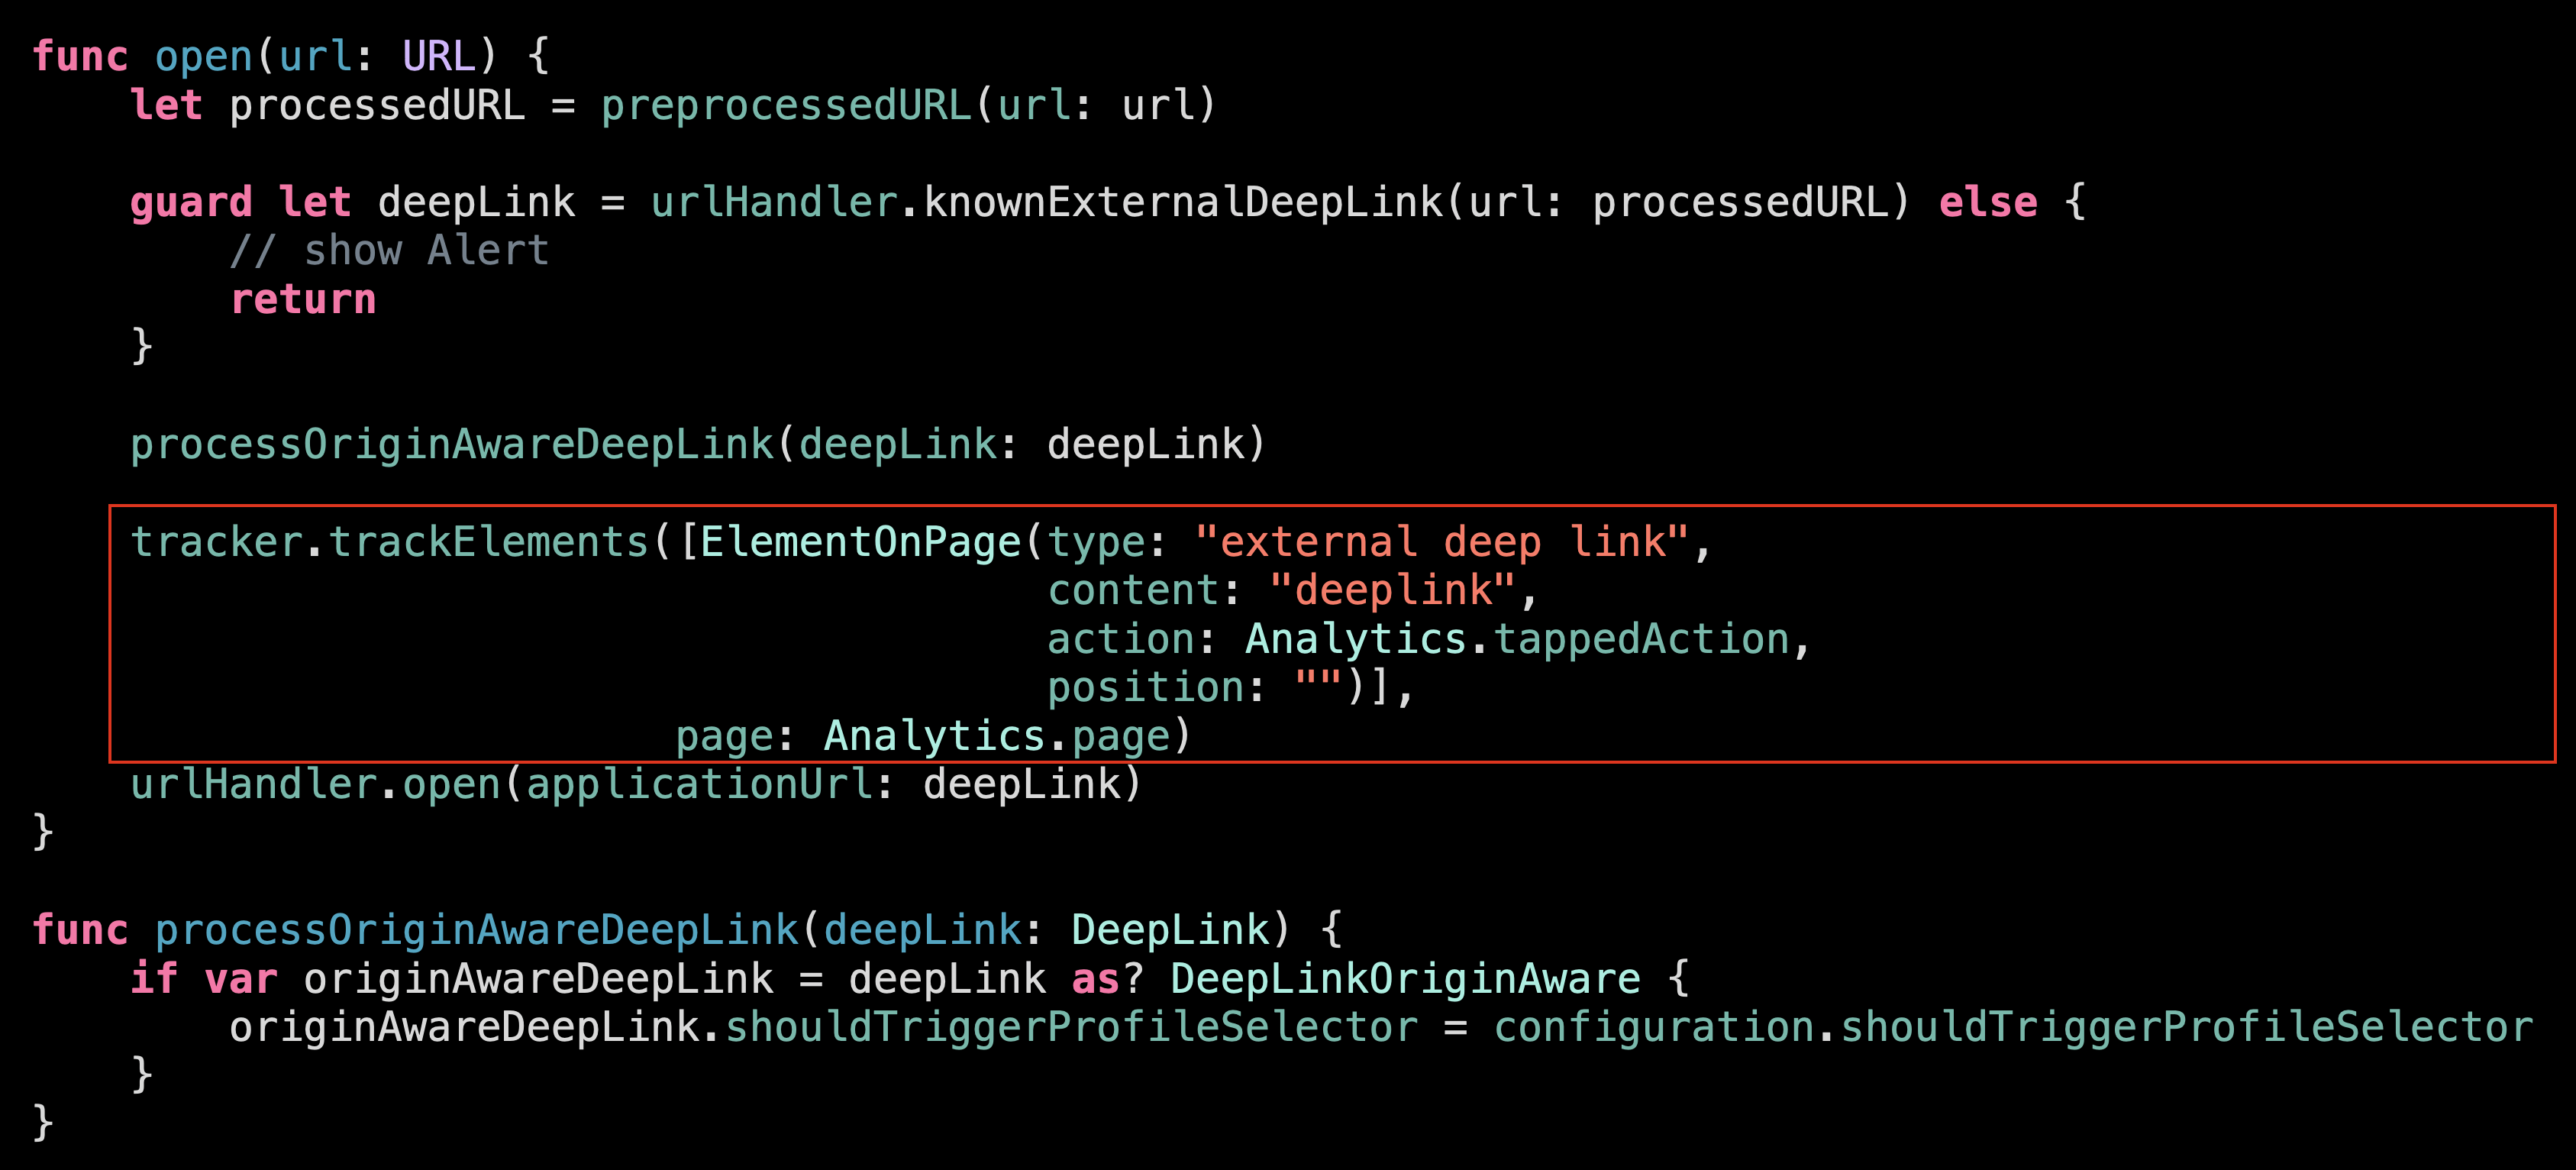 func open(url: URL) {
    let processedURL = preprocessedURL(url: url)

    guard let deepLink = urlHandler.knownExternalDeepLink(url: processedURL) else {
        // show Alert
        return
    }

    processOriginAwareDeepLink(deepLink: deepLink)

    tracker.trackElements([ElementOnPage(type: "external deep link",
                                         content: "deeplink",
                                         action: Analytics.tappedAction,
                                         position: "")],
                          page: Analytics.page)
    urlHandler.open(applicationUrl: deepLink)
}

func processOriginAwareDeepLink(deepLink: DeepLink) {
    if var originAwareDeepLink = deepLink as? DeepLinkOriginAware {
        originAwareDeepLink.shouldTriggerProfileSelector = configuration.shouldTriggerProfileSelector
    }
}